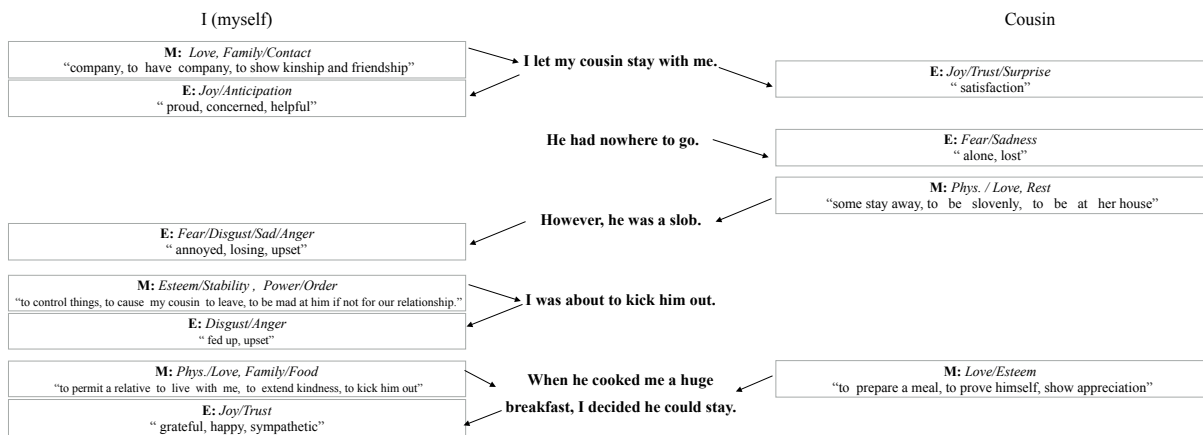 I (myself)
Cousin
M: Love, Family/Contact
“company, to have company, to show kinship and friendship”
E: Joy/Anticipation
“ proud, concerned, helpful”
I let my cousin stay with me.
E: Joy/Trust/Surprise
“ satisfaction”
He had nowhere to go.
E: Fear/Sadness
“ alone, lost”
M: Phys. / Love, Rest
“some stay away, to be slovenly, to be at her house”
However, he was a slob.
E: Fear/Disgust/Sad/Anger
“ annoyed, losing, upset”
M: Esteem/Stability , Power/Order
“to control things, to cause my cousin to leave, to be mad at him if not for our relationship.”
I was about to kick him out.
E: Disgust/Anger
“ fed up, upset”
M: Phys./Love, Family/Food
“to permit a relative to live with me, to extend kindness, to kick him out”
E: Joy/Trust
“ grateful, happy, sympathetic”
When he cooked me a huge
breakfast, I decided he could stay.
M: Love/Esteem
“to prepare a meal, to prove himself, show appreciation”